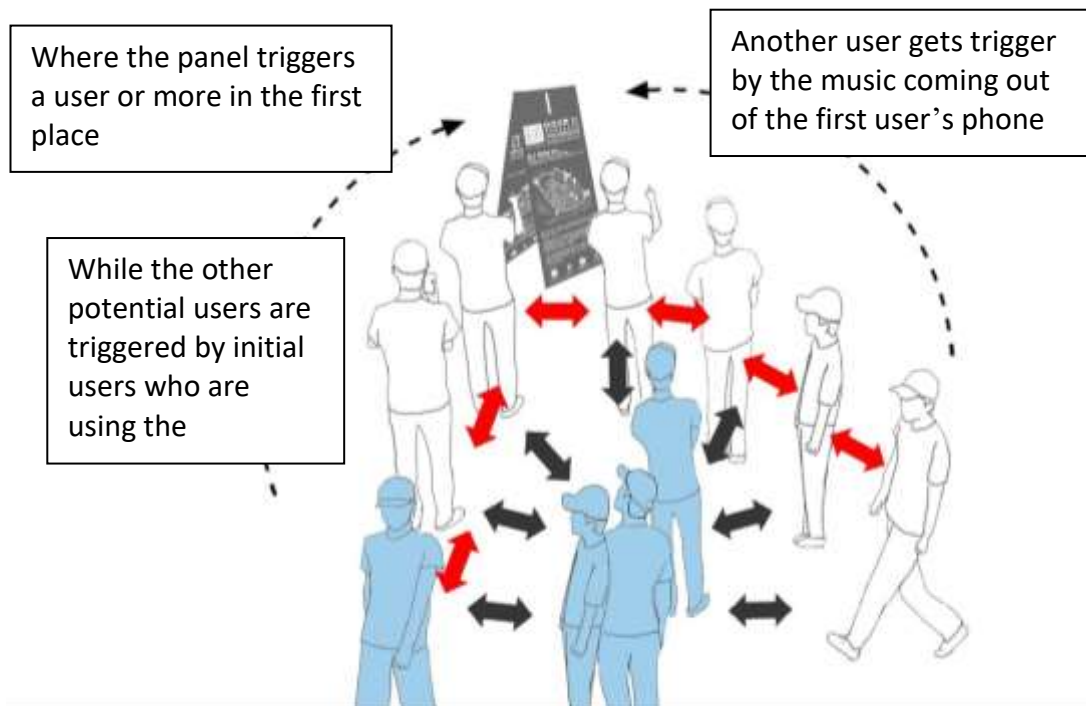 Where the panel triggers
a user or more in the first
place
Another user gets trigger
by the music coming out
of the first user’s phone
While the other
potential users are
triggered by initial
users who are
using the